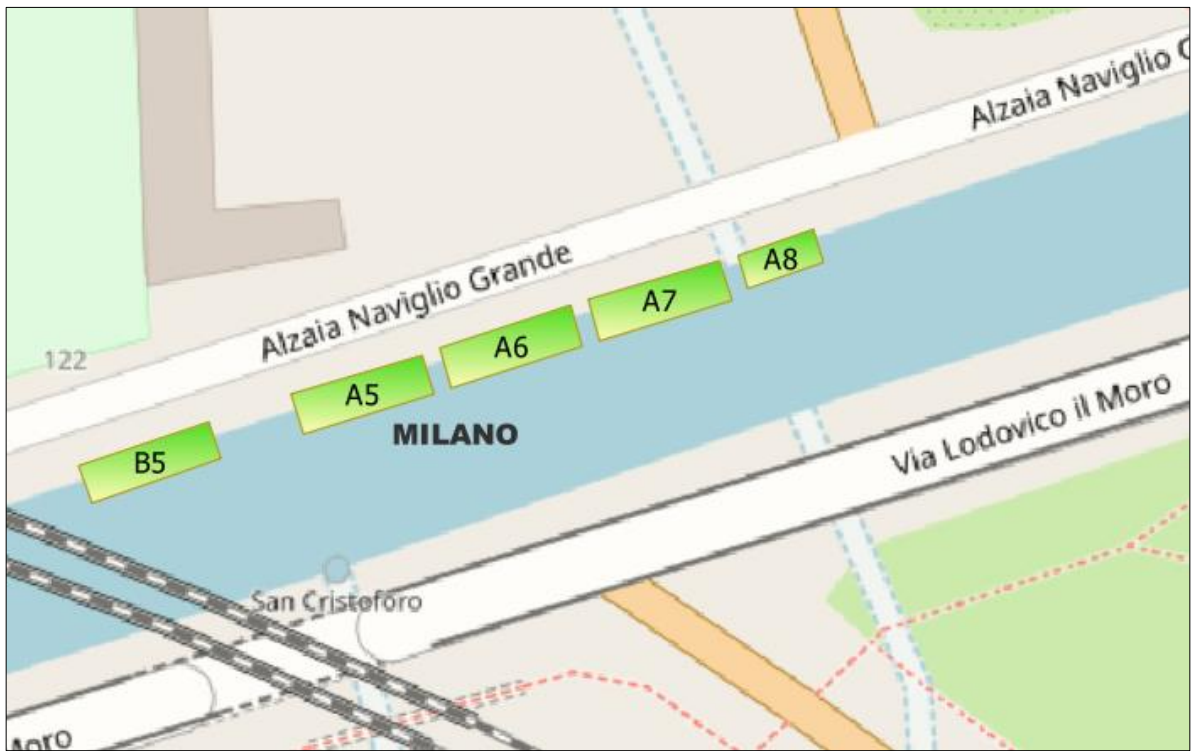 Alzaia Naviglio G
Alzaia Naviglio Grande
122
A8
A7
A6
A5
B5
MILANO
Via Lodovico il Moro
San Cristoforo
Moro